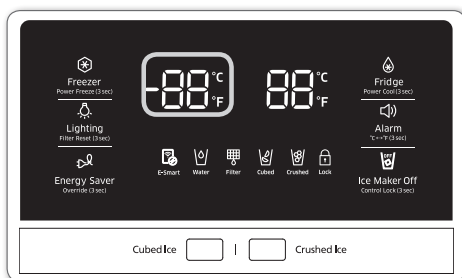 Freezer
Power Freeze (3 sec)
Lighting
Filter Reset (3 sec)
Energy Saver
Override (3 sec)
-88 °C °F
88 °C °F
E-Smart Water Filter Cubed Crushed Lock
Fridge
Power Cool (3 sec)
Alarm
°C↔°F (3 sec)
OFF
Ice Maker Off
Control Lock (3 sec)
Cubed Ice | Crushed Ice